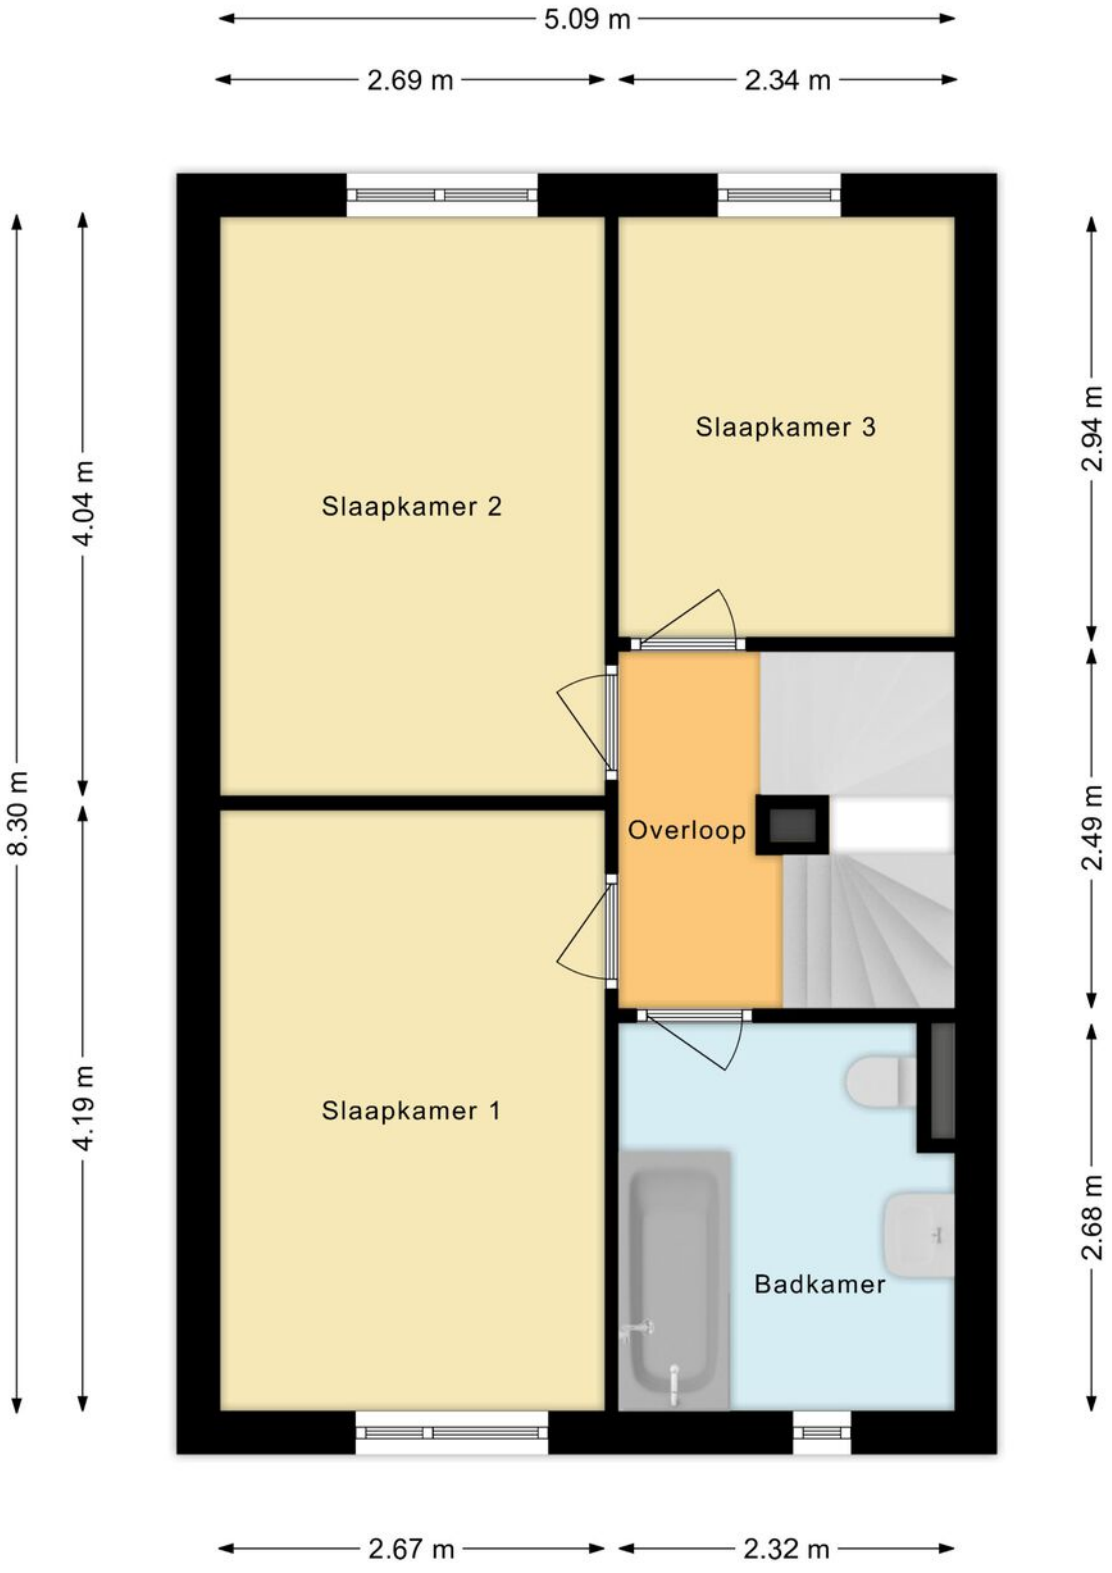 5.09 m
2.69 m
2.34 m
Slaapkamer 3
2.94 m
4.04 m
Slaapkamer 2
8.30 m
Overloop
2.49 m
4.19 m
Slaapkamer 1
2.68 m
Badkamer
2.67 m
2.32 m